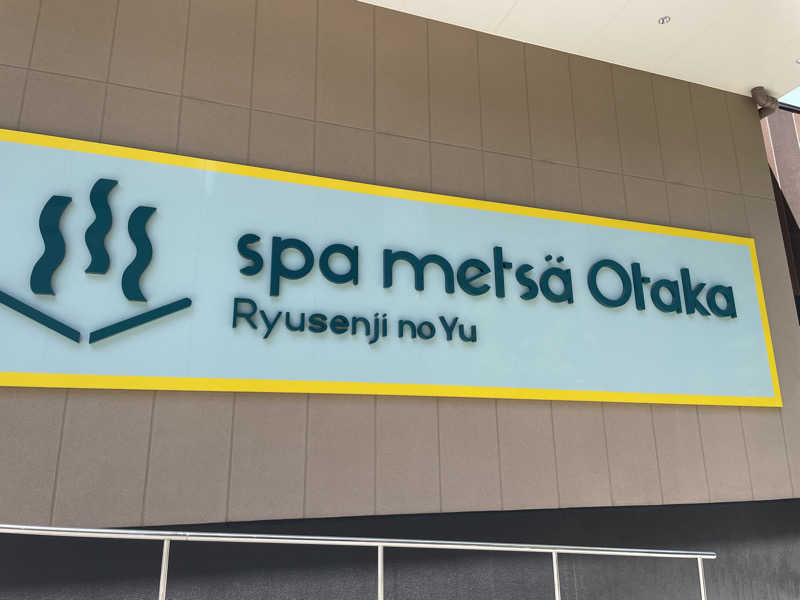 spa metsä Otaka
Ryusenji no Yu